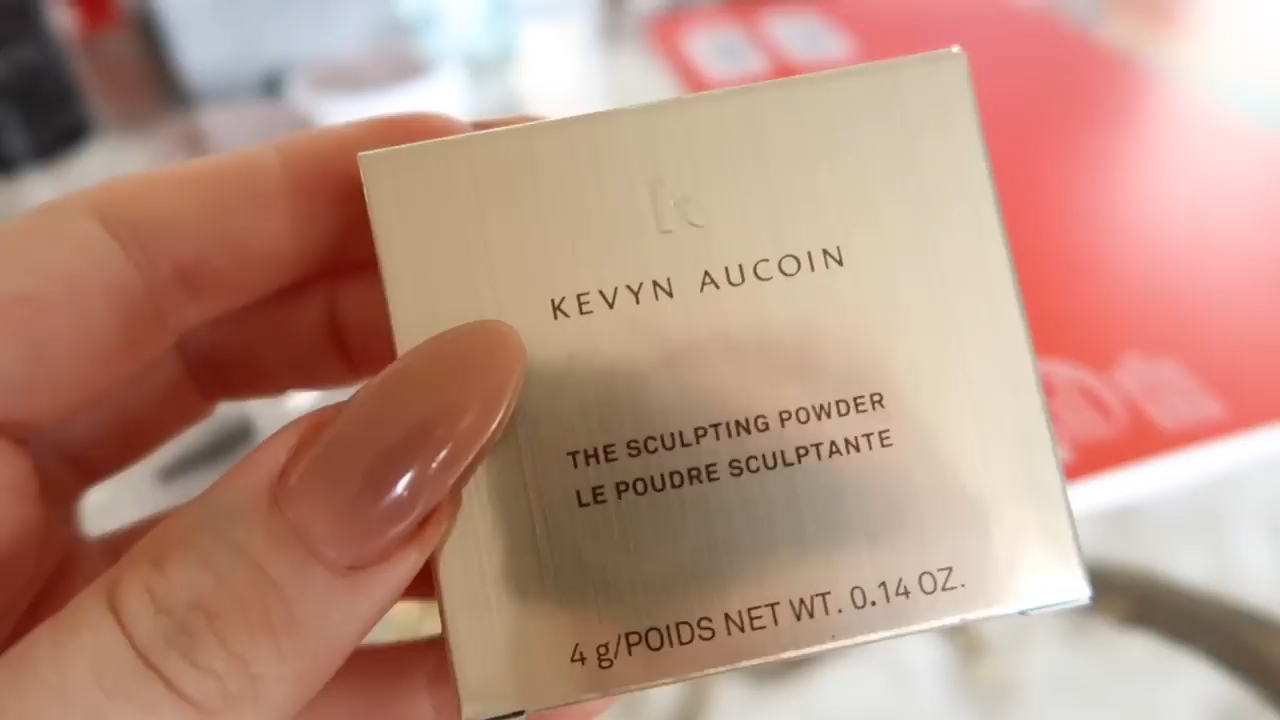 KEVYN AUCOIN
THE SCULPTING POWDER
LE POUDRE SCULPTANTE
4 g/POIDS NET WT. 0.14 OZ.